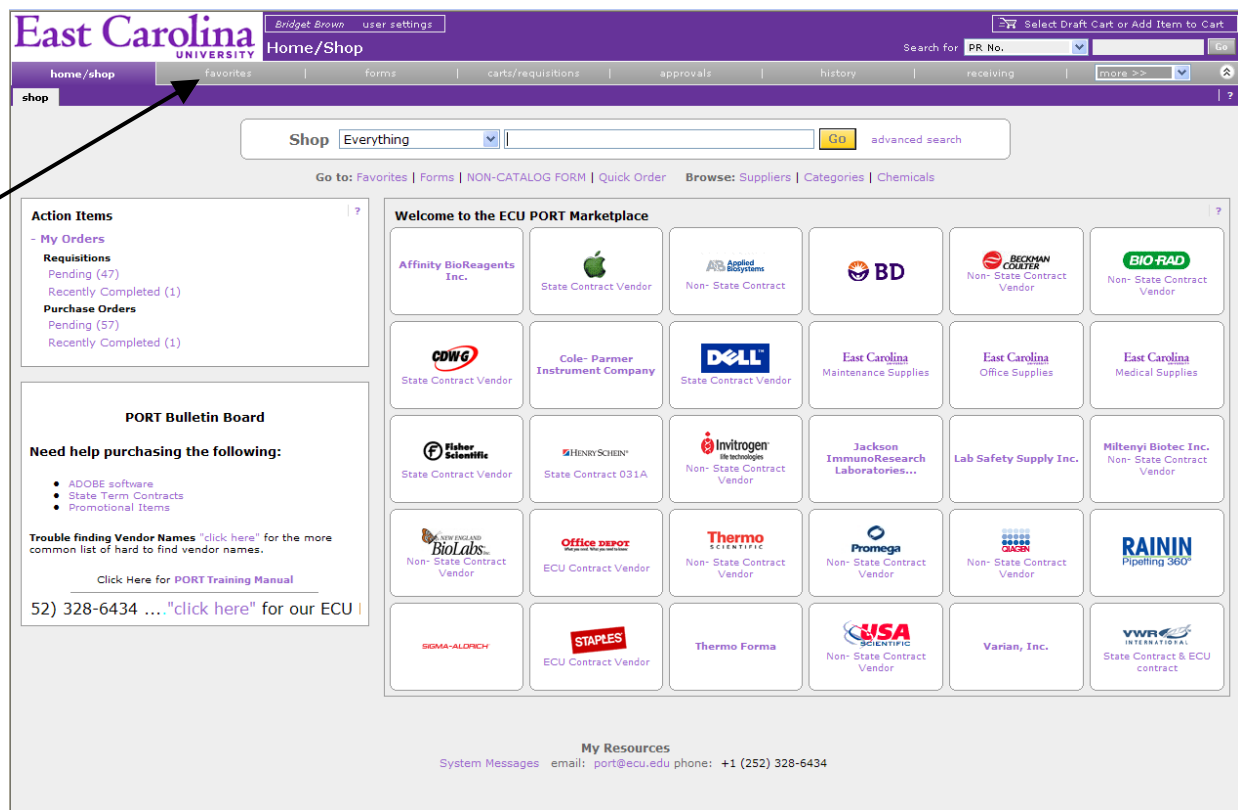 East Carolina
UNIVERSITY
Bridget Brown user settings
Select Draft Cart or Add Item to Cart
Home/Shop
Search for PR No. Go
home/shop favorites | forms | carts/requisitions | approvals | history | receiving | more >>
shop | ?
Shop Everything Go advanced search
Go to: Favorites | Forms | NON-CATALOG FORM | Quick Order Browse: Suppliers | Categories | Chemicals
Action Items ?
- My Orders
Requisitions
Pending (47)
Recently Completed (1)
Purchase Orders
Pending (57)
Recently Completed (1)
PORT Bulletin Board
Need help purchasing the following:
• ADOBE software
• State Term Contracts
• Promotional Items
Trouble finding Vendor Names "click here" for the more
common list of hard to find vendor names.
Click Here for PORT Training Manual
52) 328-6434 ...."click here" for our ECU
Welcome to the ECU PORT Marketplace ?
Affinity BioReagents
Inc.
State Contract Vendor
AB Applied
Biosystems
Non- State Contract
BD
BECKMAN
COULTER
Non- State Contract
Vendor
BIO-RAD
Non- State Contract
Vendor
CDWG
State Contract Vendor
Cole- Parmer
Instrument Company
DELL™
State Contract Vendor
East Carolina
Maintenance Supplies
East Carolina
Office Supplies
East Carolina
Medical Supplies
Fisher
Scientific
State Contract Vendor
HENRY SCHEIN®
State Contract 031A
Invitrogen™
life technologies
Non- State Contract
Vendor
Jackson
ImmunoResearch
Laboratories...
Lab Safety Supply Inc.
Miltenyi Biotec Inc.
Non- State Contract
Vendor
NEW ENGLAND
BioLabs Inc.
Non- State Contract
Vendor
Office DEPOT
What you need. What you need to know.
ECU Contract Vendor
Thermo
SCIENTIFIC
Non- State Contract
Vendor
Promega
Non- State Contract
Vendor
QIAGEN
Non- State Contract
Vendor
RAININ
Pipetting 360°
SIGMA-ALDRICH
STAPLES
ECU Contract Vendor
Thermo Forma
USA
SCIENTIFIC
Non- State Contract
Vendor
Varian, Inc.
VWR
INTERNATIONAL
State Contract & ECU
contract
My Resources
System Messages email: port@ecu.edu phone: +1 (252) 328-6434